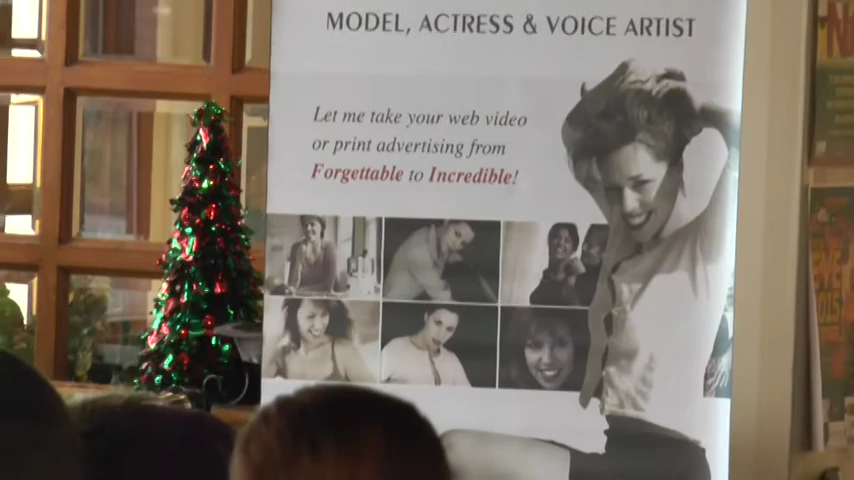 MODEL, ACTRESS & VOICE ARTIST
Let me take your web video
or print advertising from
Forgettable to Incredible!